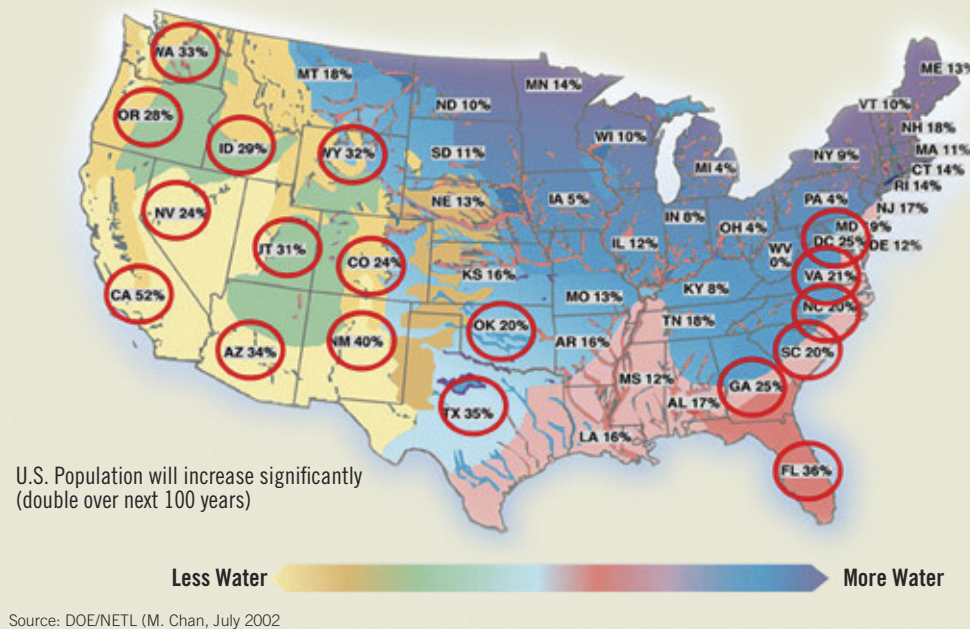 WA 33%
MT 18%
ND 10%
MN 14%
ME 13%
VT 10%
NH 18%
OR 28%
ID 29%
WY 32%
SD 11%
WI 10%
MI 4%
NY 9%
MA 11%
CT 14%
RI 14%
NV 24%
UT 31%
CO 24%
NE 13%
IA 5%
IL 12%
IN 8%
OH 4%
PA 4%
NJ 17%
MD 9%
DC 25%
DE 12%
WV
0%
VA 21%
CA 52%
KS 16%
MO 13%
KY 8%
NC 20%
AZ 34%
NM 40%
OK 20%
AR 16%
TN 18%
SC 20%
TX 35%
LA 16%
MS 12%
AL 17%
GA 25%
FL 36%
U.S. Population will increase significantly
(double over next 100 years)
Less Water
More Water
Source: DOE/NETL (M. Chan, July 2002